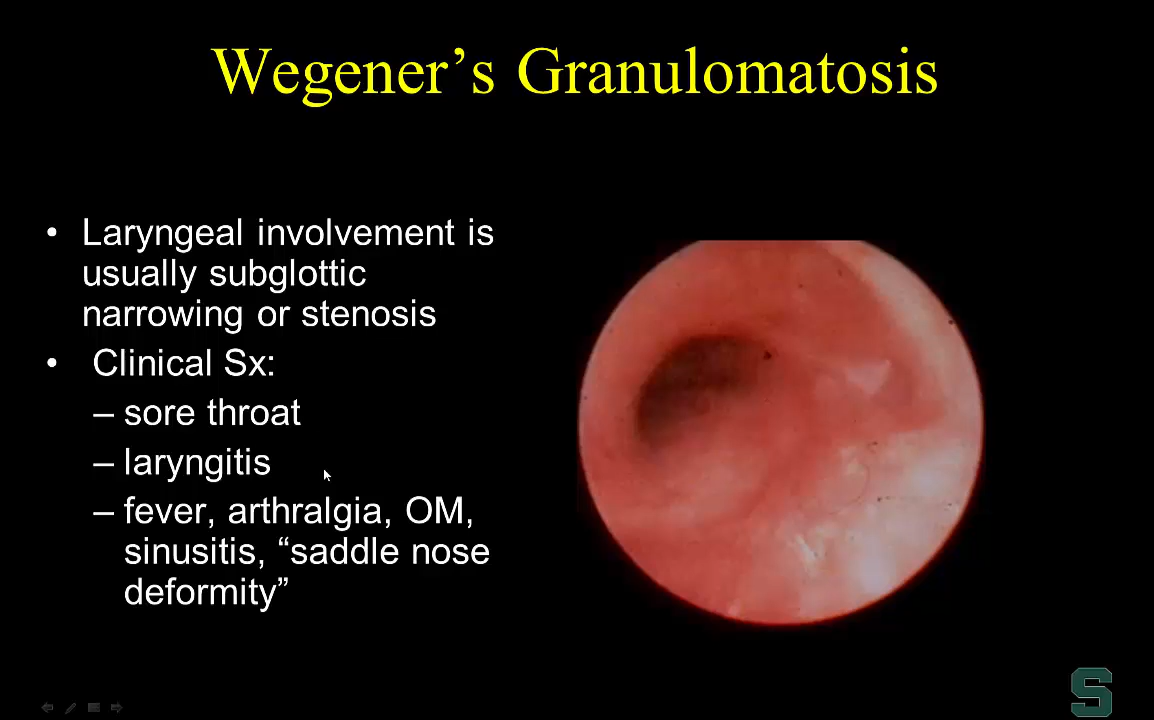 Wegener’s Granulomatosis
• Laryngeal involvement is
usually subglottic
narrowing or stenosis
• Clinical Sx:
– sore throat
– laryngitis
– fever, arthralgia, OM,
sinusitis, “saddle nose
deformity”
S